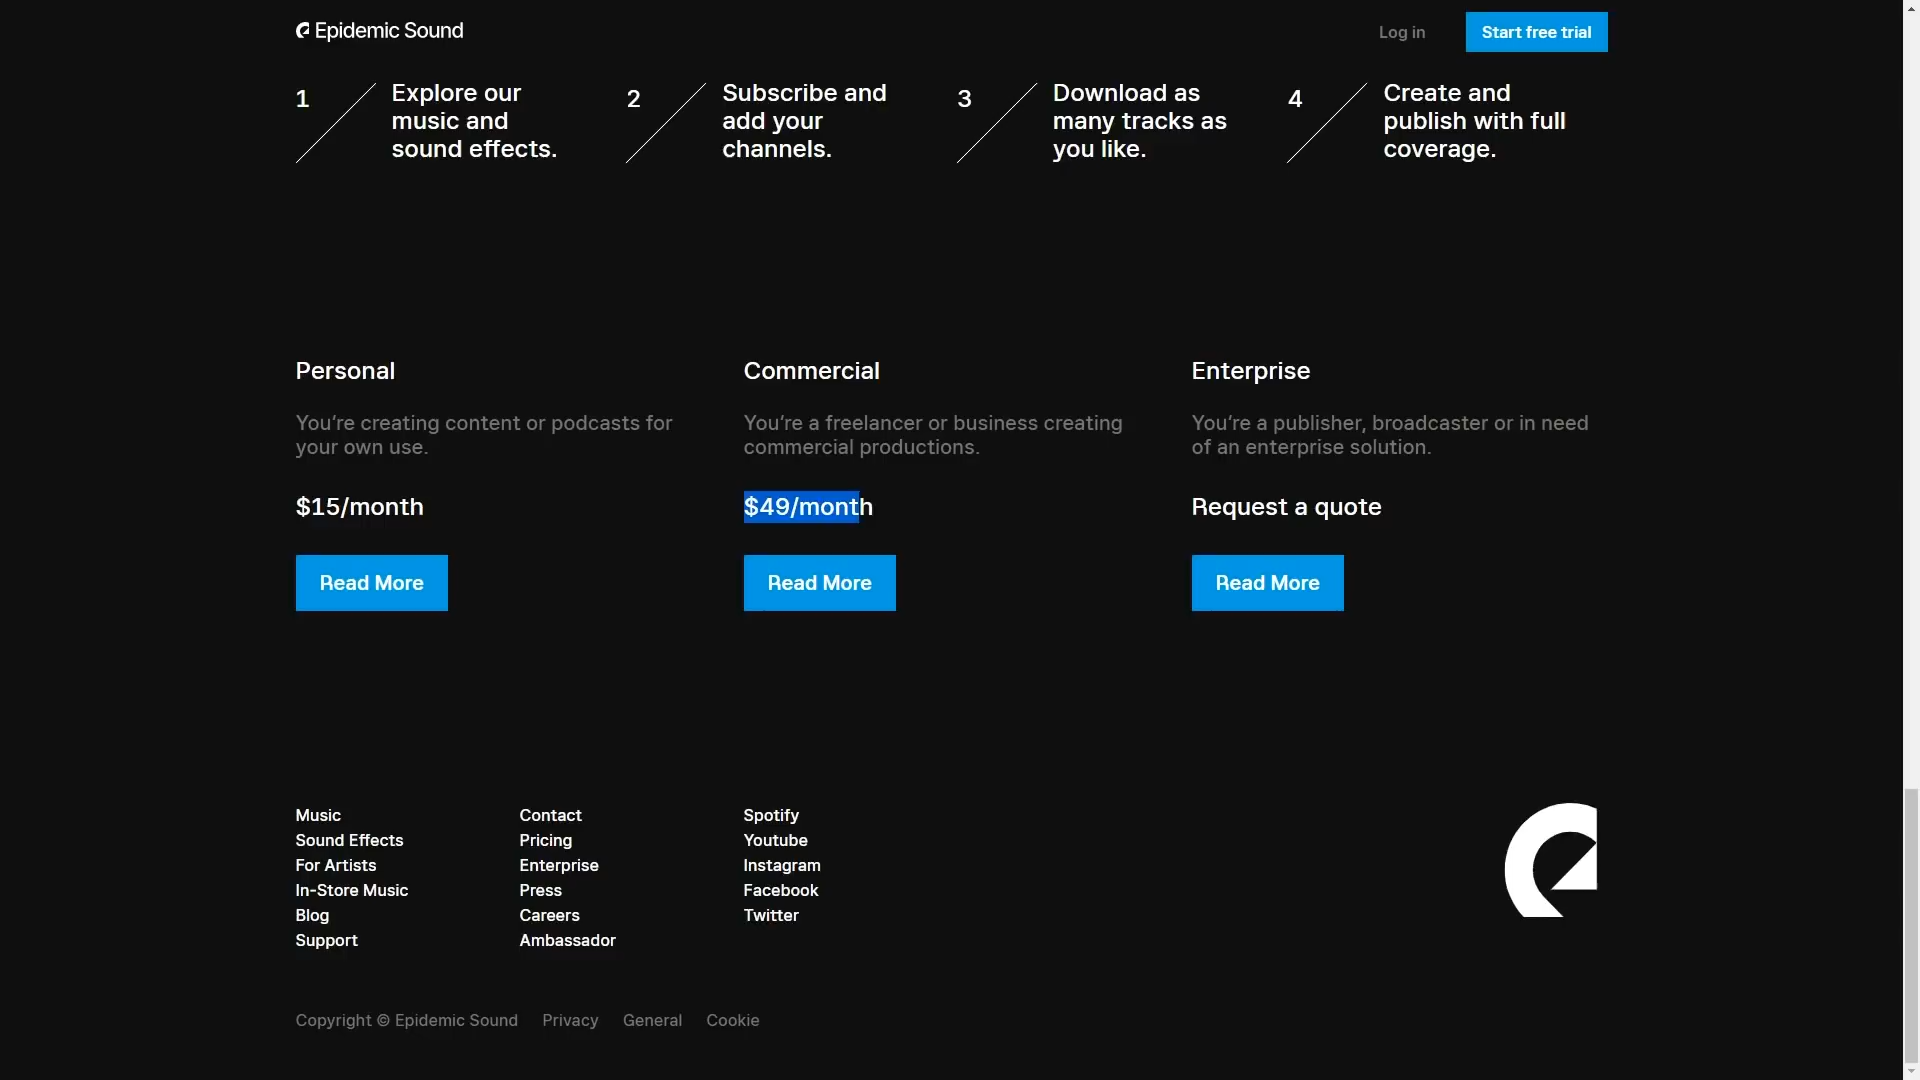 Epidemic Sound
Log in
Start free trial
1
Explore our
music and
sound effects.
2
Subscribe and
add your
channels.
3
Download as
many tracks as
you like.
4
Create and
publish with full
coverage.
Personal
You're creating content or podcasts for
your own use.
$15/month
Read More
Commercial
You're a freelancer or business creating
commercial productions.
$49/month
Read More
Enterprise
You're a publisher, broadcaster or in need
of an enterprise solution.
Request a quote
Read More
Music
Sound Effects
For Artists
In-Store Music
Blog
Support
Contact
Pricing
Enterprise
Press
Careers
Ambassador
Spotify
Youtube
Instagram
Facebook
Twitter
Copyright © Epidemic Sound
Privacy
General
Cookie